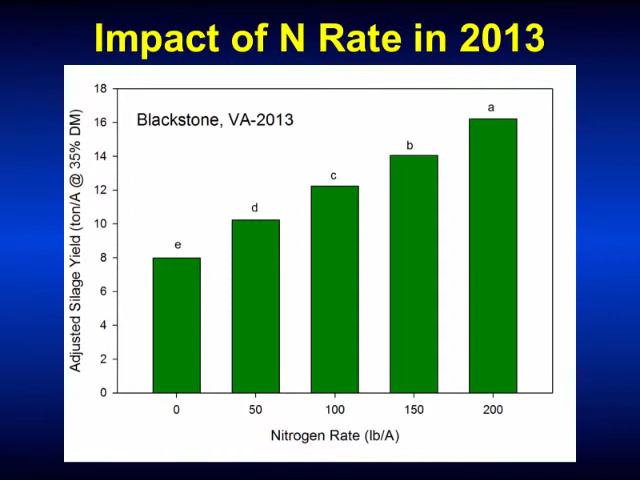 Impact of N Rate in 2013
Blackstone, VA-2013
Adjusted Silage Yield (ton/A @ 35% DM)
18
16
14
12
10
8
6
4
2
0
e
d
c
b
a
0 50 100 150 200
Nitrogen Rate (lb/A)